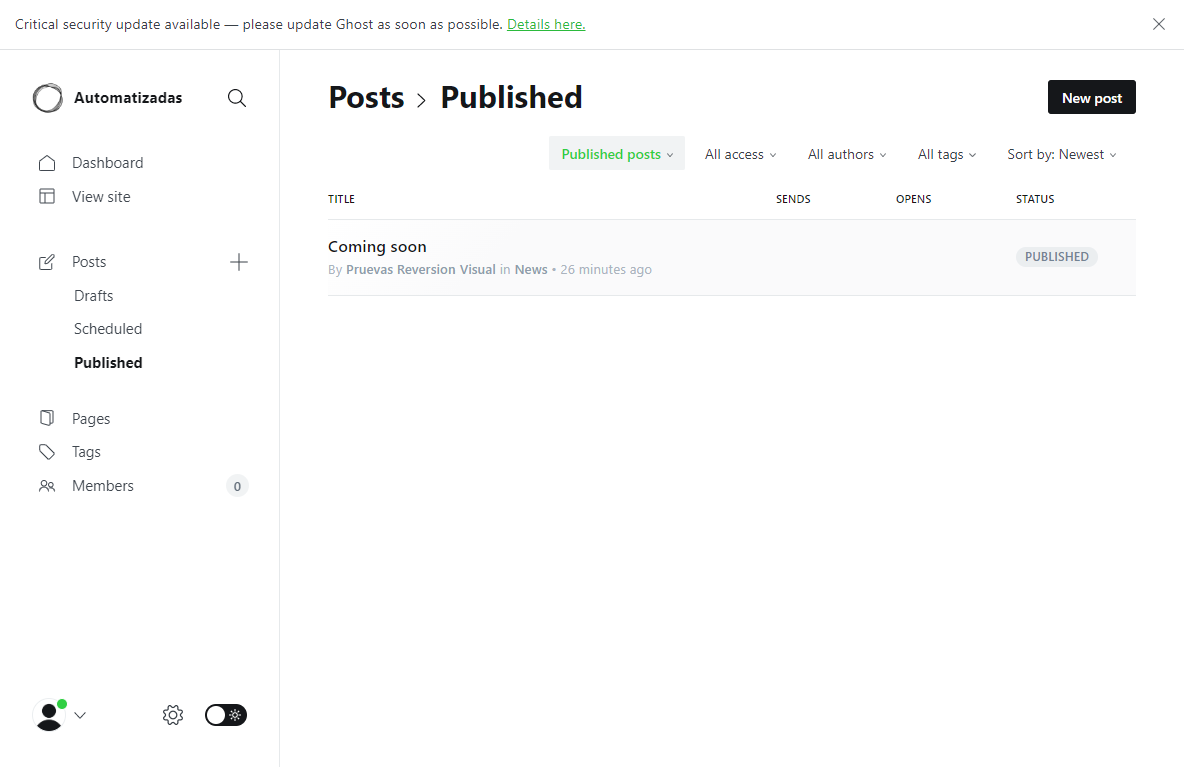 Critical security update available — please update Ghost as soon as possible. Details here.
Automatizadas
Posts > Published
New post
Published posts
All access
All authors
All tags
Sort by: Newest
Dashboard
View site
Posts
Drafts
Scheduled
Published
Pages
Tags
Members
0
TITLE
SENDS
OPENS
STATUS
Coming soon
By Pruevas Reversion Visual in News • 26 minutes ago
PUBLISHED